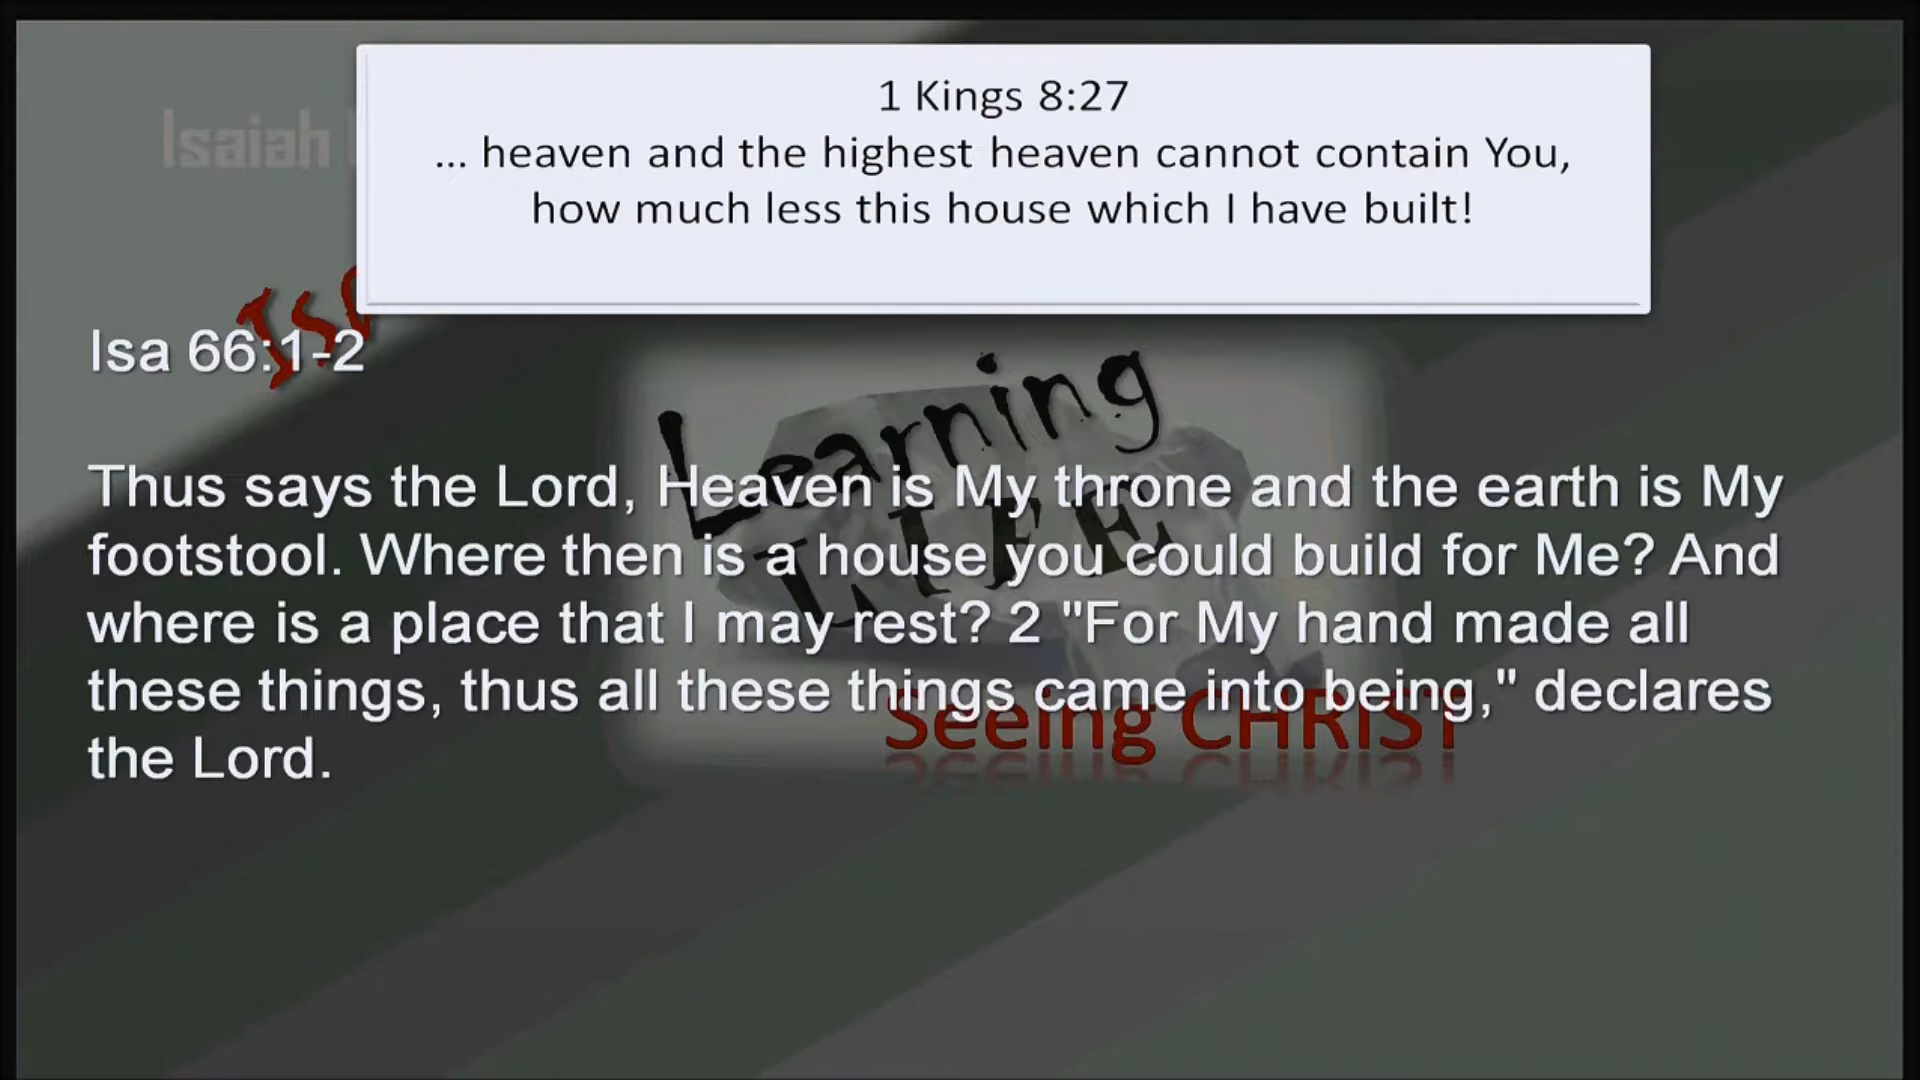 1 Kings 8:27
... heaven and the highest heaven cannot contain You,
how much less this house which I have built!
Isaiah
Isa
Isa 66:1-2
Learning
LIFE
Thus says the Lord, Heaven is My throne and the earth is My
footstool. Where then is a house you could build for Me? And
where is a place that I may rest? 2 "For My hand made all
these things, thus all these things came into being," declares
the Lord.
Seeing CHRIST